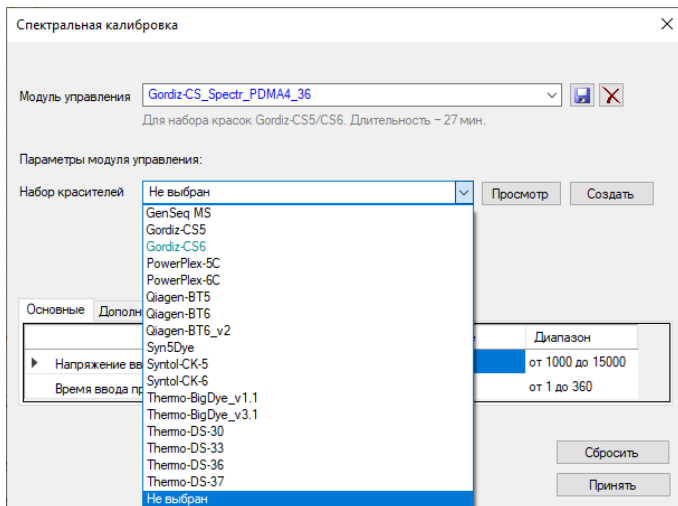 Спектральная калибровка
Модуль управления Gordiz-CS_Spectr_PDMA4_36
Для набора красок Gordiz-CS5/CS6. Длительность – 27 мин.
Параметры модуля управления:
Набор красителей Не выбран Просмотр Создать
GenSeq MS
Gordiz-CS5
Gordiz-CS6
PowerPlex-5C
PowerPlex-6C
Qiagen-BT5
Qiagen-BT6
Qiagen-BT6_v2
Syn5Dye
Syntol-CK-5
Syntol-CK-6
Thermo-BigDye_v1.1
Thermo-BigDye_v3.1
Thermo-DS-30
Thermo-DS-33
Thermo-DS-36
Thermo-DS-37
Не выбран
Основные Дополн
Диапазон
Напряжение вв от 1000 до 15000
Время ввода пр от 1 до 360
Сбросить
Принять